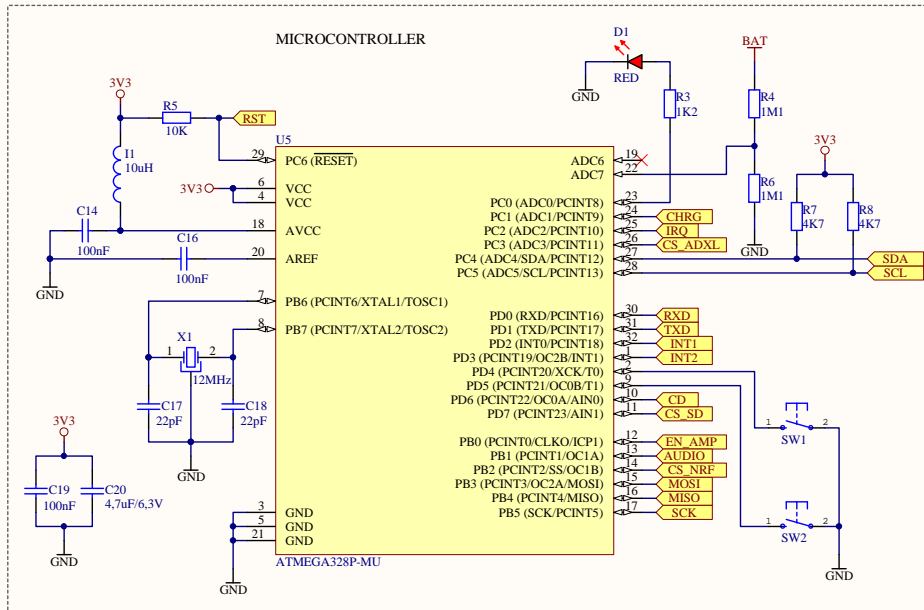 MICROCONTROLLER
D1
RED
GND
R3
1K2
BAT
R4
1M1
R6
1M1
GND
3V3
R7
4K7
R8
4K7
3V3
R5
10K
RST
I1
10uH
3V3
C14
100nF
C16
100nF
GND
U5
29 PC6 (RESET)
6 VCC
4 VCC
18 AVCC
20 AREF
7 PB6 (PCINT6/XTAL1/TOSC1)
8 PB7 (PCINT7/XTAL2/TOSC2)
3 GND
5 GND
21 GND
ADC6 19
ADC7 22
PC0 (ADC0/PCINT8) 23
PC1 (ADC1/PCINT9) 24 CHRG
PC2 (ADC2/PCINT10) 25 IRQ
PC3 (ADC3/PCINT11) 26 CS_ADXL
PC4 (ADC4/SDA/PCINT12) 27 SDA
PC5 (ADC5/SCL/PCINT13) 28 SCL
PD0 (RXD/PCINT16) 30 RXD
PD1 (TXD/PCINT17) 31 TXD
PD2 (INT0/PCINT18) 32 INT1
PD3 (PCINT19/OC2B/INT1) 1 INT2
PD4 (PCINT20/XCK/T0) 2
PD5 (PCINT21/OC0B/T1) 9
PD6 (PCINT22/OC0A/AIN0) 10 CD
PD7 (PCINT23/AIN1) 11 CS_SD
PB0 (PCINT0/CLKO/ICP1) 12 EN_AMP
PB1 (PCINT1/OC1A) 13 AUDIO
PB2 (PCINT2/SS/OC1B) 14 CS_NRF
PB3 (PCINT3/OC2A/MOSI) 15 MOSI
PB4 (PCINT4/MISO) 16 MISO
PB5 (SCK/PCINT5) 17 SCK
ATMEGA328P-MU
X1
1 2
12MHz
C17
22pF
C18
22pF
GND
3V3
C19
100nF
C20
4,7uF/6,3V
GND
GND
1 2
SW1
1 2
SW2
GND